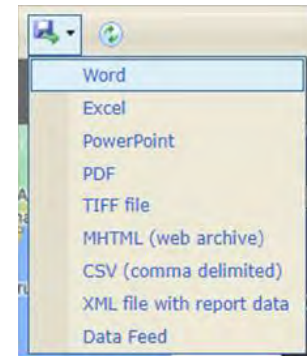 Word
Excel
PowerPoint
PDF
TIFF file
MHTML (web archive)
CSV (comma delimited)
XML file with report data
Data Feed